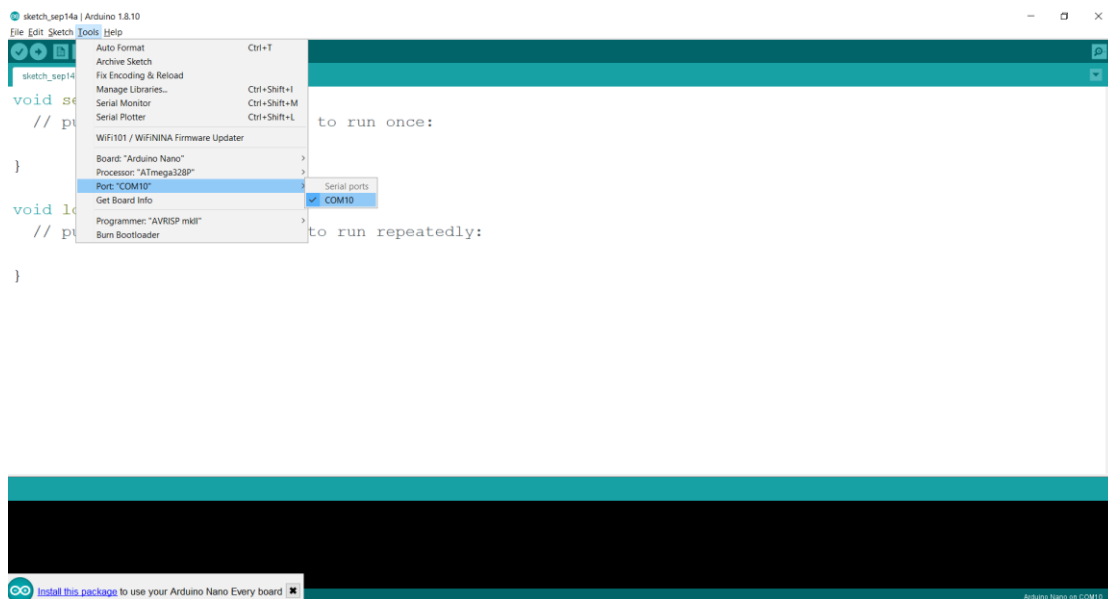 sketch_sep14a | Arduino 1.8.10
File Edit Sketch Tools Help
sketch_sep14
Auto Format Ctrl+T
Archive Sketch
Fix Encoding & Reload
Manage Libraries... Ctrl+Shift+I
Serial Monitor Ctrl+Shift+M
Serial Plotter Ctrl+Shift+L
WiFi101 / WiFiNINA Firmware Updater
Board: "Arduino Nano"
Processor: "ATmega328P"
Port: "COM10"
Serial ports
Get Board Info
COM10
Programmer: "AVRISP mkII"
Burn Bootloader
void se
// pu to run once:
}
void lo
// pu to run repeatedly:
}
Install this package to use your Arduino Nano Every board
Arduino Nano on COM10